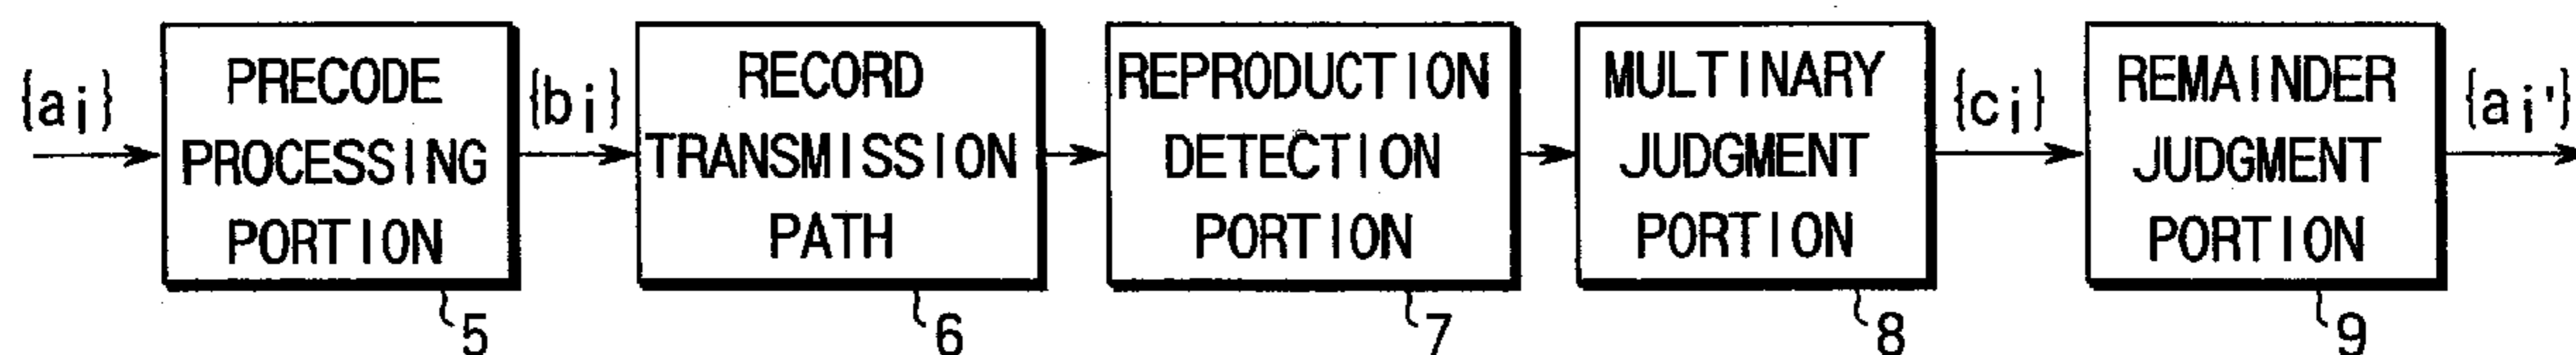 {ai}
PRECODE
PROCESSING
PORTION
5
{bi}
RECORD
TRANSMISSION
PATH
6
REPRODUCTION
DETECTION
PORTION
7
MULTINARY
JUDGMENT
PORTION
8
{ci}
REMAINDER
JUDGMENT
PORTION
9
{ai'}